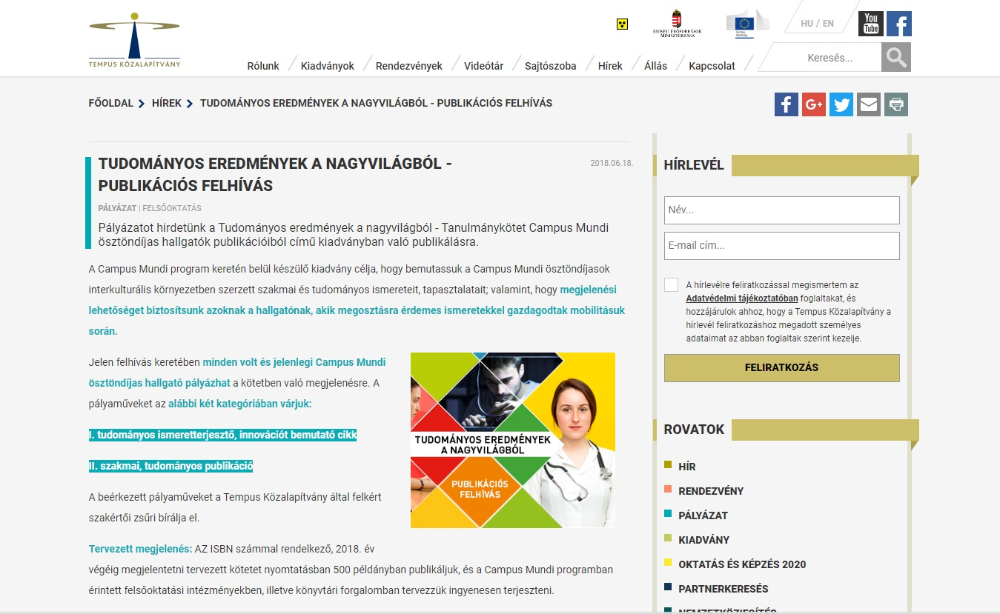 TEMPUS KÖZALAPÍTVÁNY
EMBERI ERŐFORRÁSOK
MINISZTÉRIUMA
HU / EN
You
Tube
Rólunk
Kiadványok
Rendezvények
Videótár
Sajtószoba
Hírek
Állás
Kapcsolat
Keresés...
FŐOLDAL
HÍREK
TUDOMÁNYOS EREDMÉNYEK A NAGYVILÁGBÓL - PUBLIKÁCIÓS FELHÍVÁS
TUDOMÁNYOS EREDMÉNYEK A NAGYVILÁGBÓL -
PUBLIKÁCIÓS FELHÍVÁS
2018.06.18.
PÁLYÁZAT | FELSŐOKTATÁS
Pályázatot hirdetünk a Tudományos eredmények a nagyvilágból - Tanulmánykötet Campus Mundi
ösztöndíjas hallgatók publikációiból című kiadványban való publikálásra.
A Campus Mundi program keretén belül készülő kiadvány célja, hogy bemutassuk a Campus Mundi ösztöndíjasok
interkulturális környezetben szerzett szakmai és tudományos ismereteit, tapasztalatait; valamint, hogy megjelenési
lehetőséget biztosítsunk azoknak a hallgatónak, akik megosztásra érdemes ismeretekkel gazdagodtak mobilitásuk
során.
Jelen felhívás keretében minden volt és jelenlegi Campus Mundi
ösztöndíjas hallgató pályázhat a kötetben való megjelenésre. A
pályaműveket az alábbi két kategóriában várjuk:
I. tudományos ismeretterjesztő, innovációt bemutató cikk
II. szakmai, tudományos publikáció
A beérkezett pályaműveket a Tempus Közalapítvány által felkért
szakértői zsűri bírálja el.
TUDOMÁNYOS EREDMÉNYEK
A NAGYVILÁGBÓL
PUBLIKÁCIÓS
FELHÍVÁS
Tervezett megjelenés: AZ ISBN számmal rendelkező, 2018. év
végéig megjelentetni tervezett kötetet nyomtatásban 500 példányban publikáljuk, és a Campus Mundi programban
érintett felsőoktatási intézményekben, illetve könyvtári forgalomban tervezzük ingyenesen terjeszteni.
HÍRLEVÉL
Név...
E-mail cím...
A hírlevélre feliratkozással megismertem az
Adatvédelmi tájékoztatóban foglaltakat, és
hozzájárulok ahhoz, hogy a Tempus Közalapítvány a
hírlevél feliratkozáshoz megadott személyes
adataimat az abban foglaltak szerint kezelje.
FELIRATKOZÁS
ROVATOK
HÍR
RENDEZVÉNY
PÁLYÁZAT
KIADVÁNY
OKTATÁS ÉS KÉPZÉS 2020
PARTNERKERESÉS